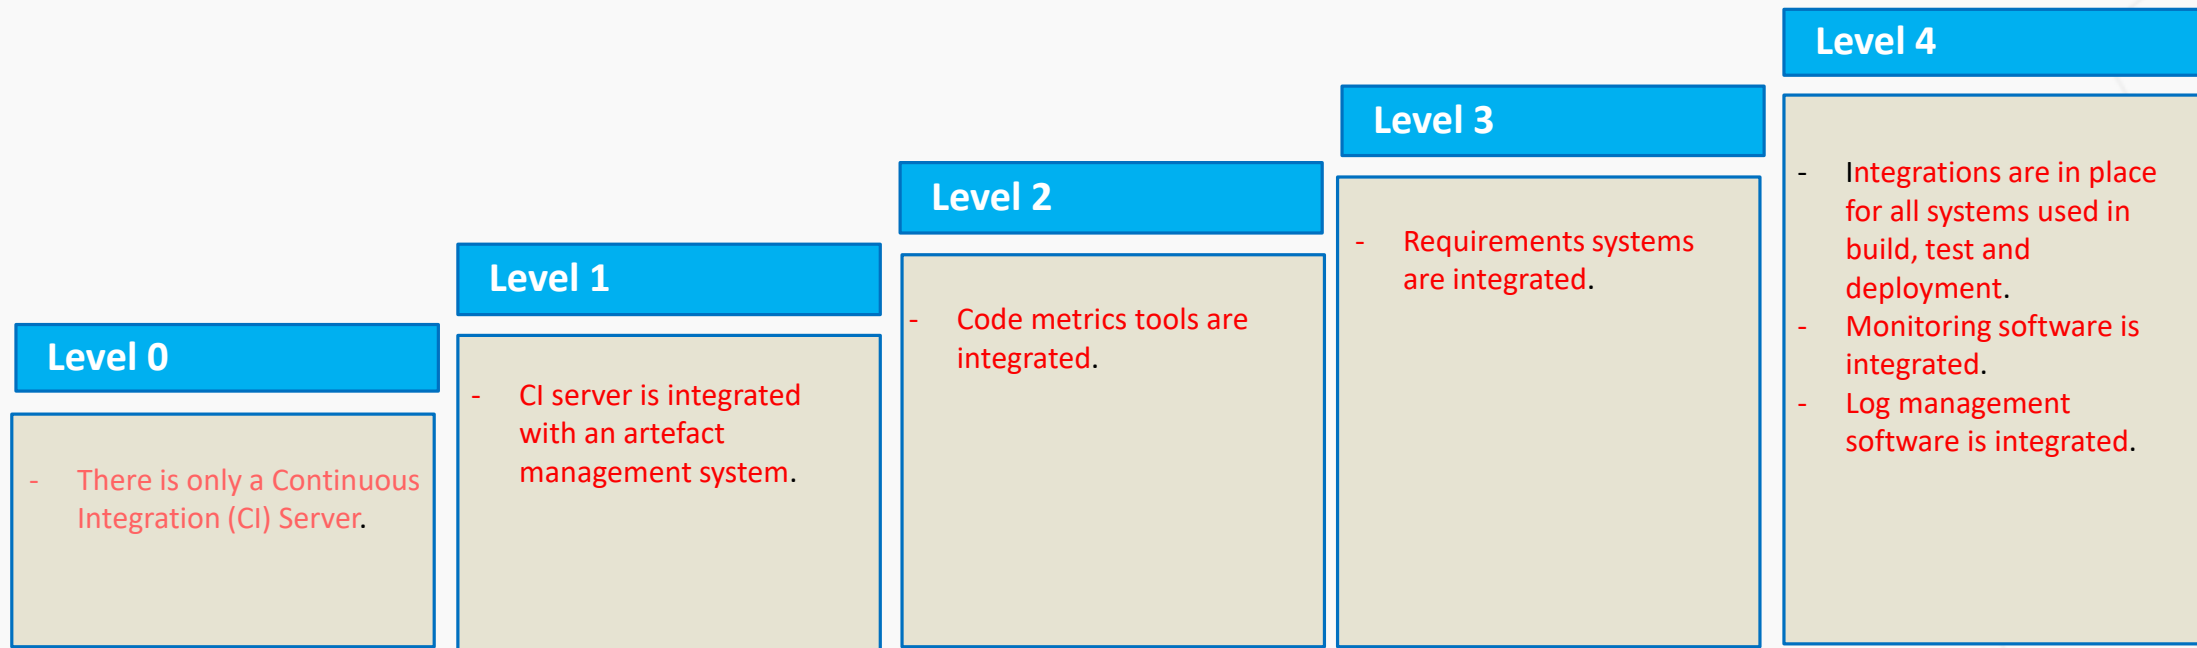 Level 0
- There is only a Continuous
Integration (CI) Server.
Level 1
- CI server is integrated
with an artefact
management system.
Level 2
- Code metrics tools are
integrated.
Level 3
- Requirements systems
are integrated.
Level 4
- Integrations are in place
for all systems used in
build, test and
deployment.
- Monitoring software is
integrated.
- Log management
software is integrated.